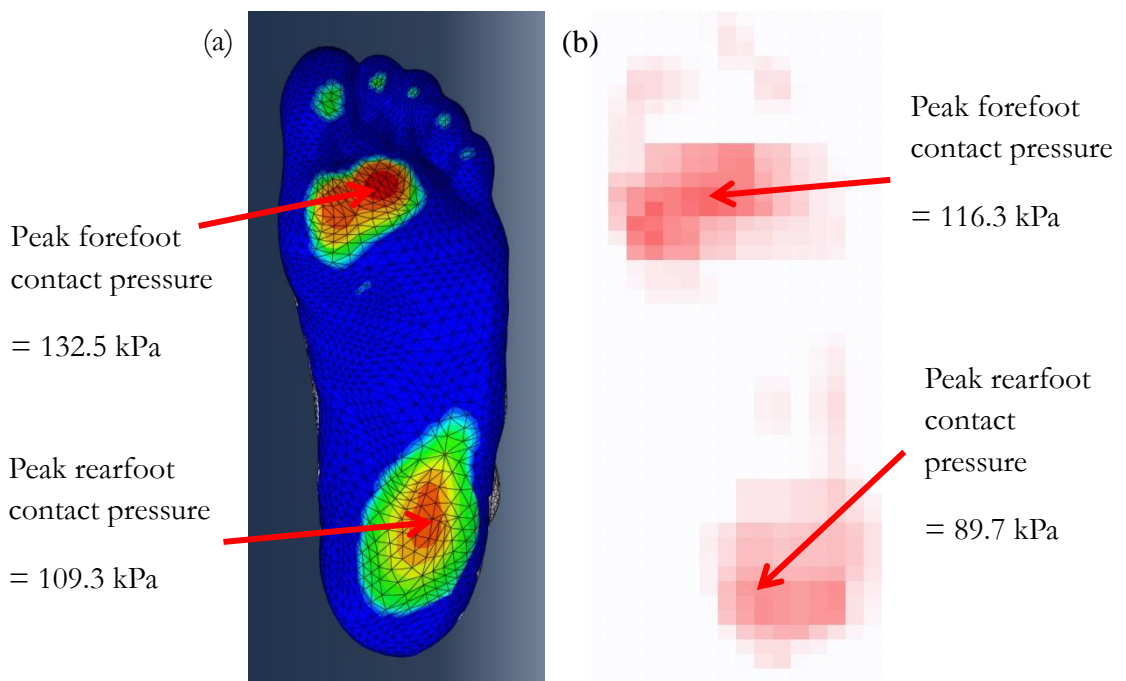 (a)
Peak forefoot
contact pressure
= 132.5 kPa
Peak rearfoot
contact pressure
= 109.3 kPa
(b)
Peak forefoot
contact pressure
= 116.3 kPa
Peak rearfoot
contact
pressure
= 89.7 kPa